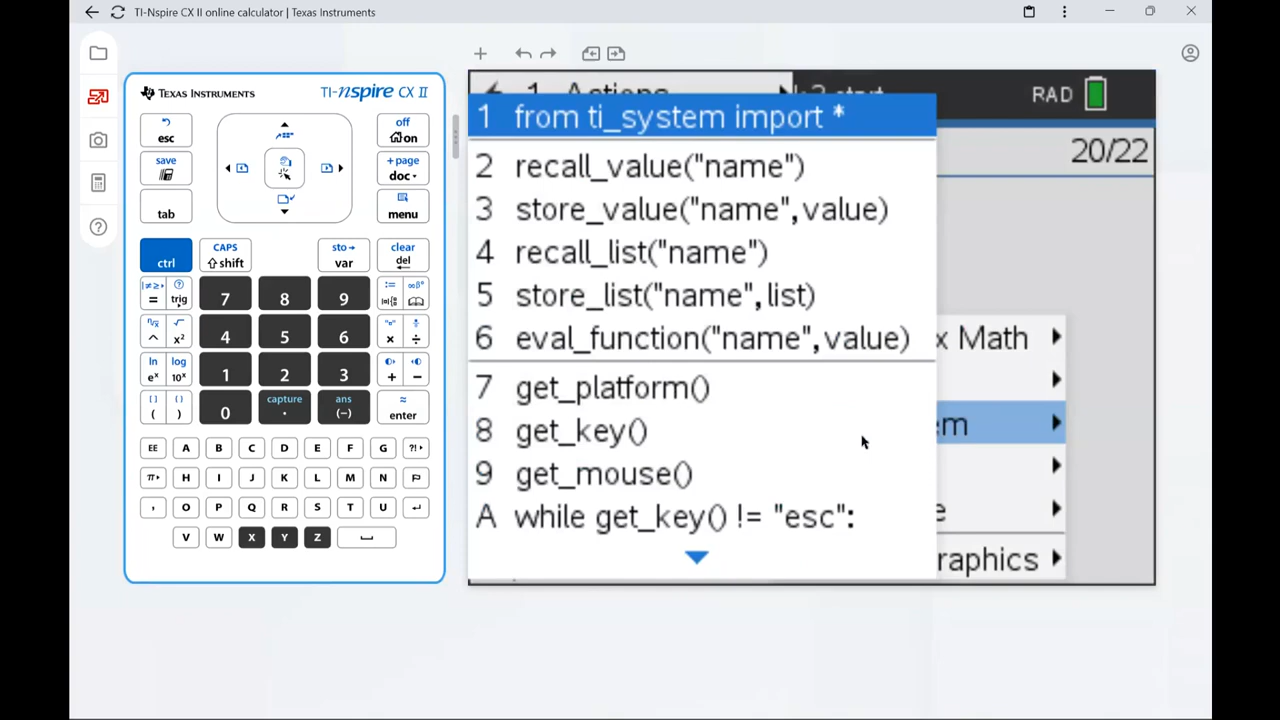 TI-Nspire CX II online calculator | Texas Instruments
TEXAS INSTRUMENTS
TI-nspire CX II
esc
off
on
save
+ page
doc
tab
menu
ctrl
CAPS
shift
sto
var
clear
del
= trig 7 8 9
^ x² 4 5 6 × ÷
ln log
eˣ 10ˣ 1 2 3 + −
capture ans
( ) 0 . (−) enter
EE A B C D E F G ?!
π H I J K L M N
, O P Q R S T U
V W X Y Z
1 Actions
RAD
20/22
1 from ti_system import *
2 recall_value("name")
3 store_value("name",value)
4 recall_list("name")
5 store_list("name",list)
6 eval_function("name",value)
7 get_platform()
8 get_key()
9 get_mouse()
A while get_key() != "esc":
x Math
em
e
raphics